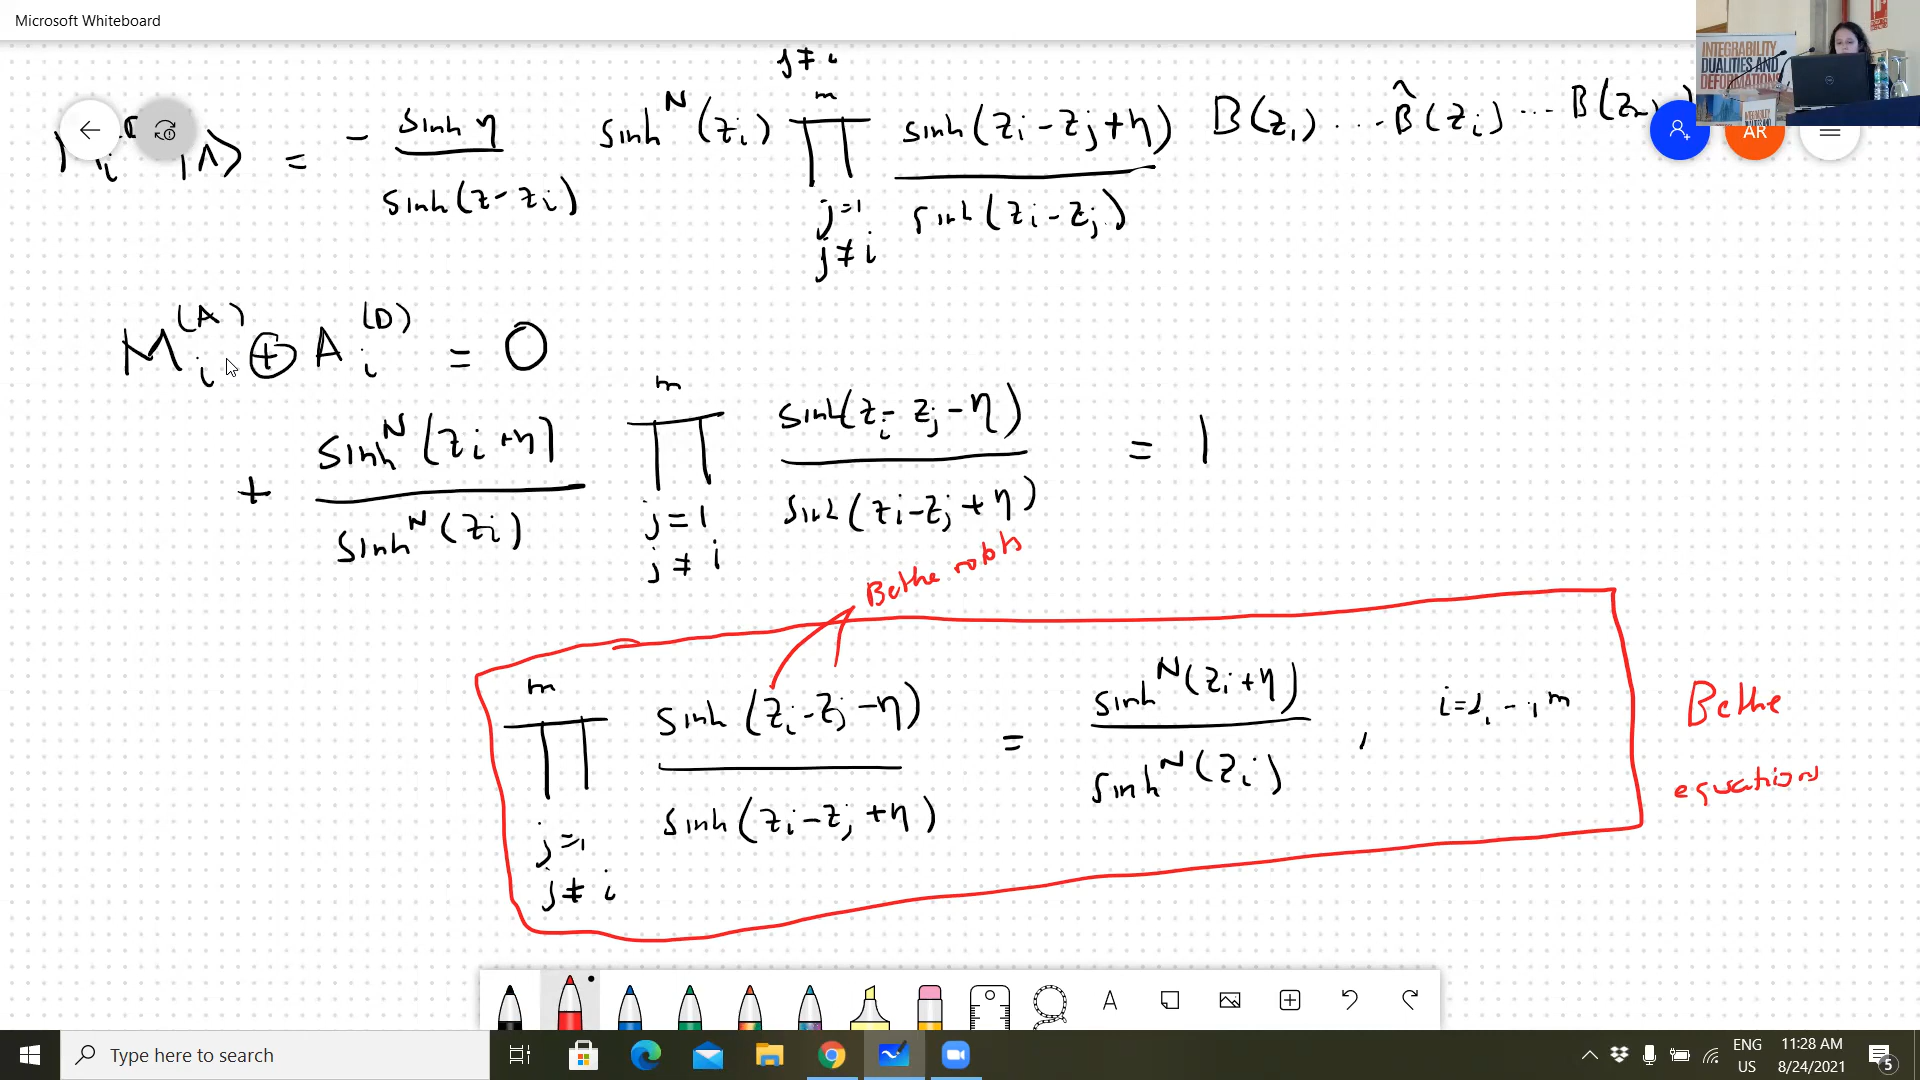 Microsoft Whiteboard
j ≠ i
M_i^(D) |Λ⟩ = - sinh η / sinh(z - z_i) sinh^N(z_i) ∏_{j=1, j≠i}^m sinh(z_i - z_j + η) / sinh(z_i - z_j) B(z_1) ... B̂(z_i) ... B(z_m)
INTEGRABILITY
DUALITIES AND
DEFORMATIONS
AR
M_i^(A) ⊕ A_i^(D) = 0
+ sinh^N(z_i + η) / sinh^N(z_i) ∏_{j=1, j≠i}^m sinh(z_i - z_j - η) / sinh(z_i - z_j + η) = 1
Bethe roots
∏_{j=1, j≠i}^m sinh(z_i - z_j - η) / sinh(z_i - z_j + η) = sinh^N(z_i + η) / sinh^N(z_i) , i=1, - , m
Bethe
equations
A
Type here to search
ENG
US
11:28 AM
8/24/2021
5